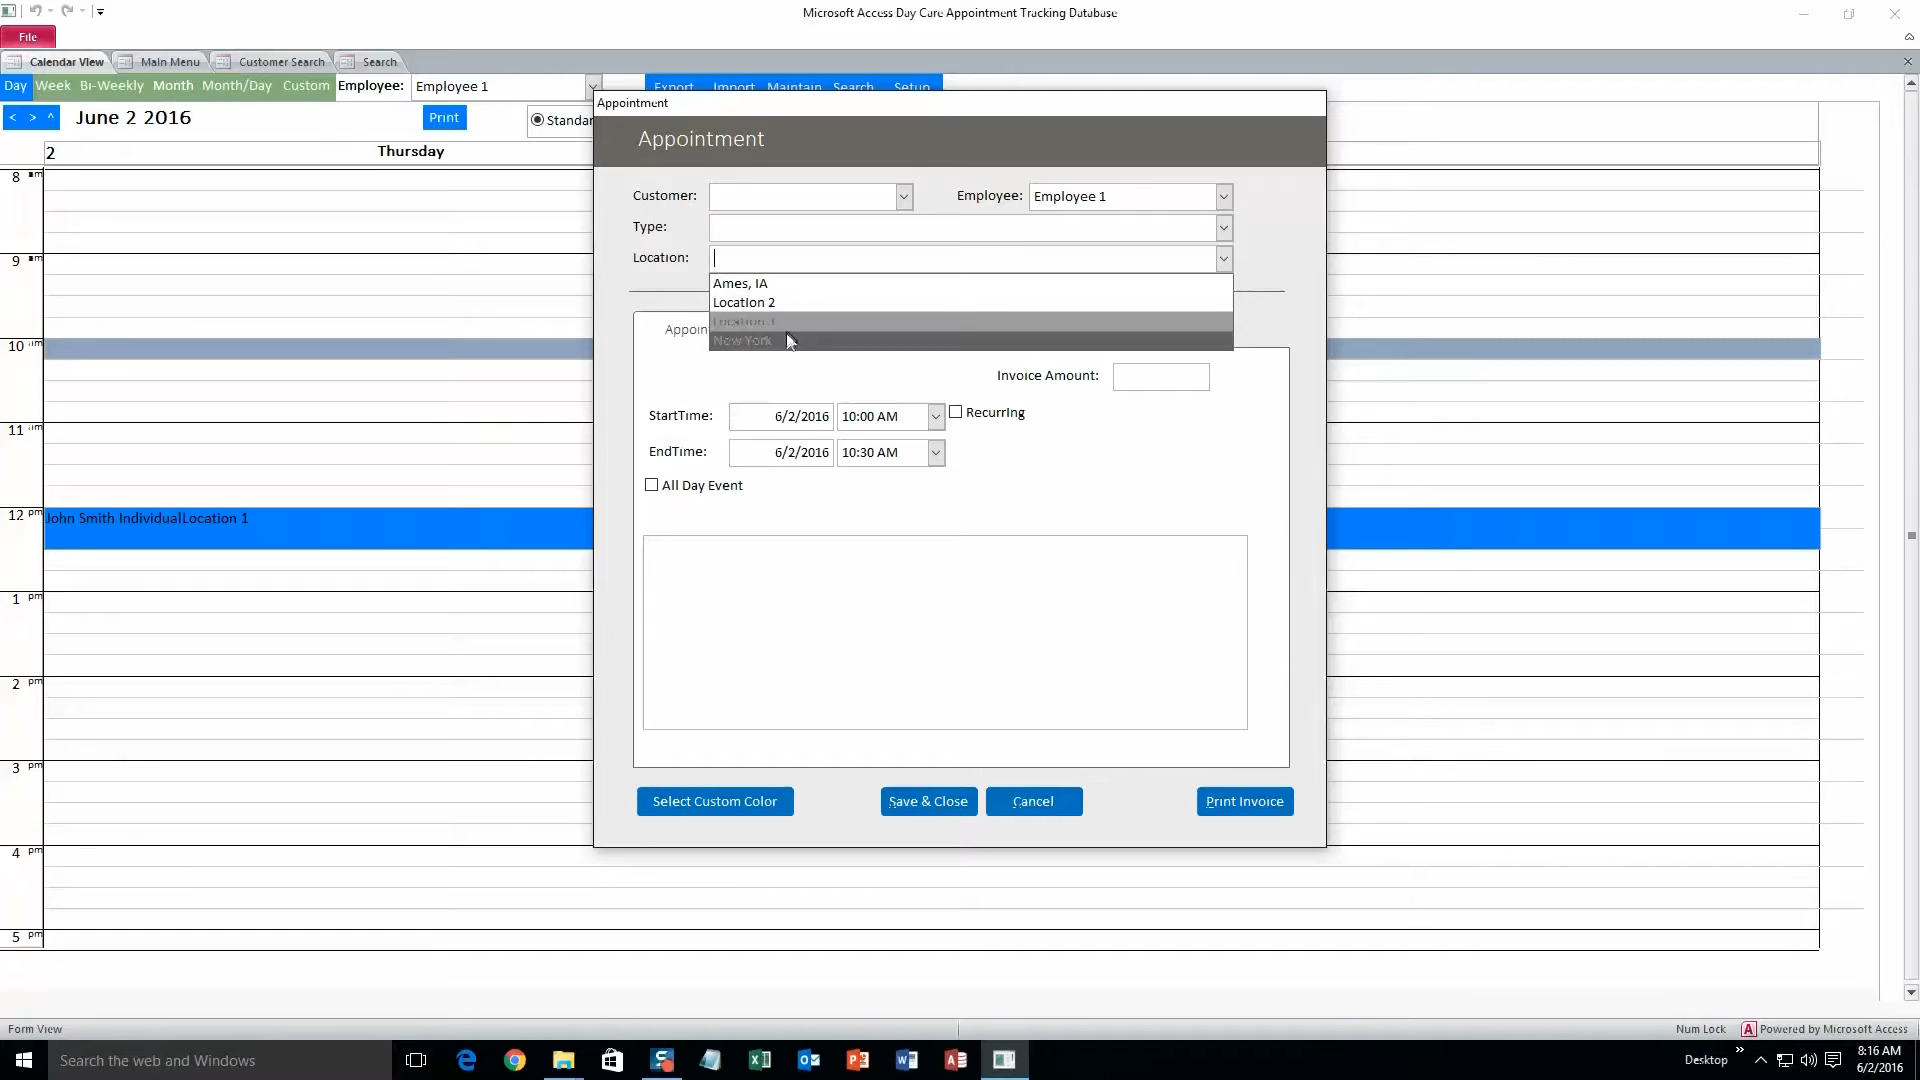 Microsoft Access Day Care Appointment Tracking Database
File
Calendar View Main Menu Customer Search Search
Day Week Bi-Weekly Month Month/Day Custom Employee: Employee 1 Export Import Maintain Search Setup
< > ^ June 2 2016 Print Standar
2 Thursday
8 am
9 am
10 am
11 am
12 pm
John Smith IndividualLocation 1
1 pm
2 pm
3 pm
4 pm
5 pm
Appointment
Appointment
Customer: Employee: Employee 1
Type:
Location:
Ames, IA
Location 2
New York
Appoin
Invoice Amount:
StartTime: 6/2/2016 10:00 AM Recurring
EndTime: 6/2/2016 10:30 AM
All Day Event
Select Custom Color Save & Close Cancel Print Invoice
Form View Num Lock Powered by Microsoft Access
Search the web and Windows
Desktop
8:16 AM
6/2/2016